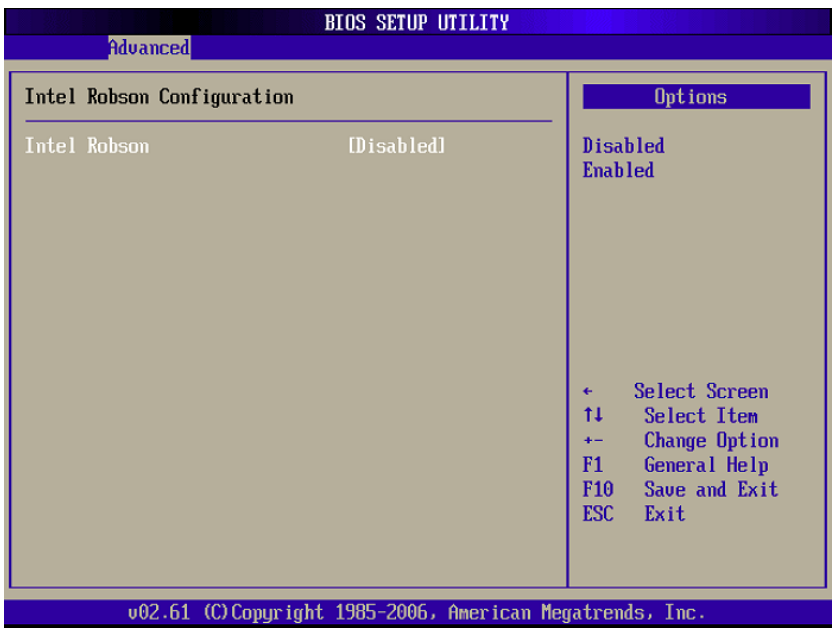 BIOS SETUP UTILITY
Advanced
Intel Robson Configuration
Intel Robson [Disabled]
Options
Disabled
Enabled
← Select Screen
↑↓ Select Item
+- Change Option
F1 General Help
F10 Save and Exit
ESC Exit
v02.61 (C)Copyright 1985-2006, American Megatrends, Inc.